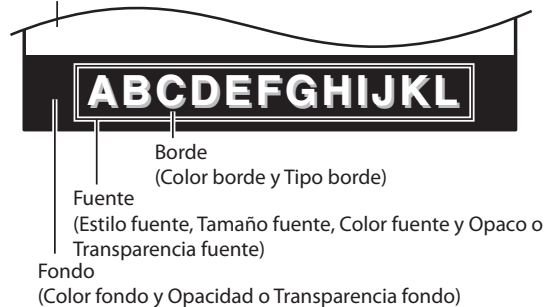 ABCDEFGHIJKL
Borde
(Color borde y Tipo borde)
Fuente
(Estilo fuente, Tamaño fuente, Color fuente y Opaco o
Transparencia fuente)
Fondo
(Color fondo y Opacidad o Transparencia fondo)